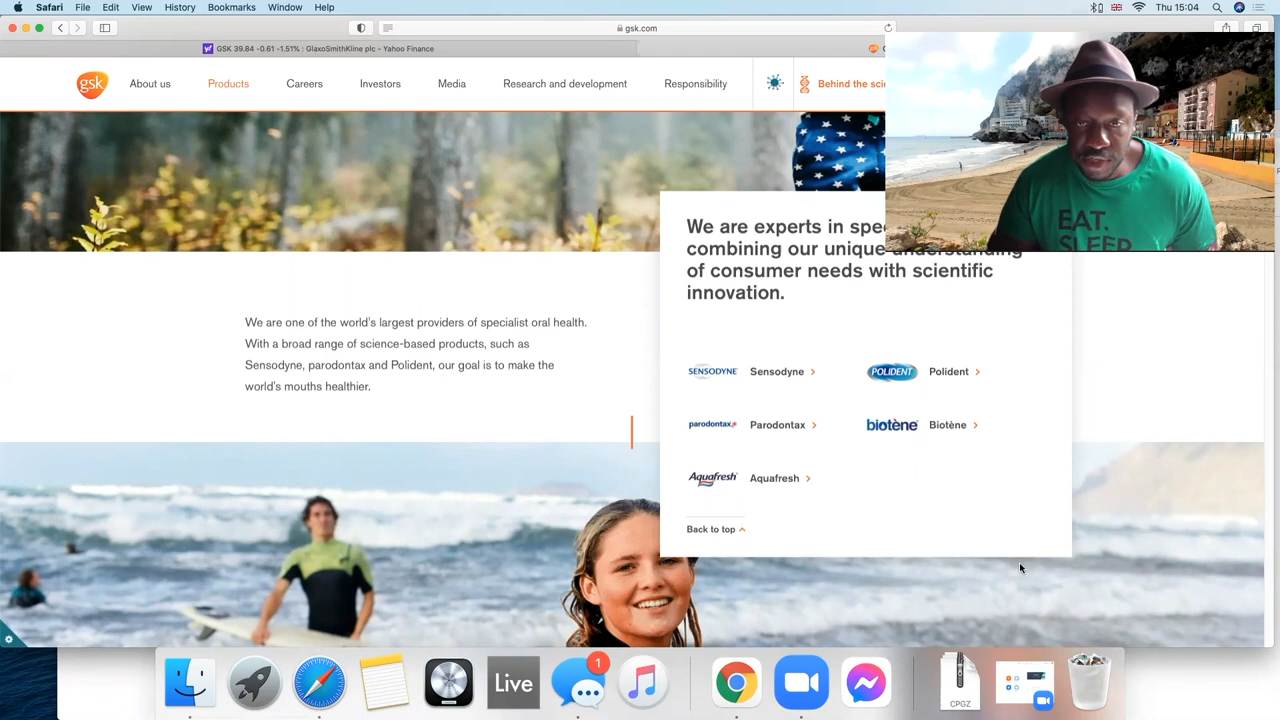 Safari File Edit View History Bookmarks Window Help Thu 15:04
gsk.com
GSK 39.84 -0.61 -1.51% : GlaxoSmithKline plc - Yahoo Finance
gsk About us Products Careers Investors Media Research and development Responsibility Behind the
We are experts in
combining our unique understanding
of consumer needs with scientific
innovation.
EAT.
SLEEP
We are one of the world's largest providers of specialist oral health.
With a broad range of science-based products, such as
Sensodyne, parodontax and Polident, our goal is to make the
world's mouths healthier.
SENSODYNE Sensodyne POLIDENT Polident
parodontax Parodontax biotène Biotène
Aquafresh Aquafresh
Back to top
Live
1
CPGZ